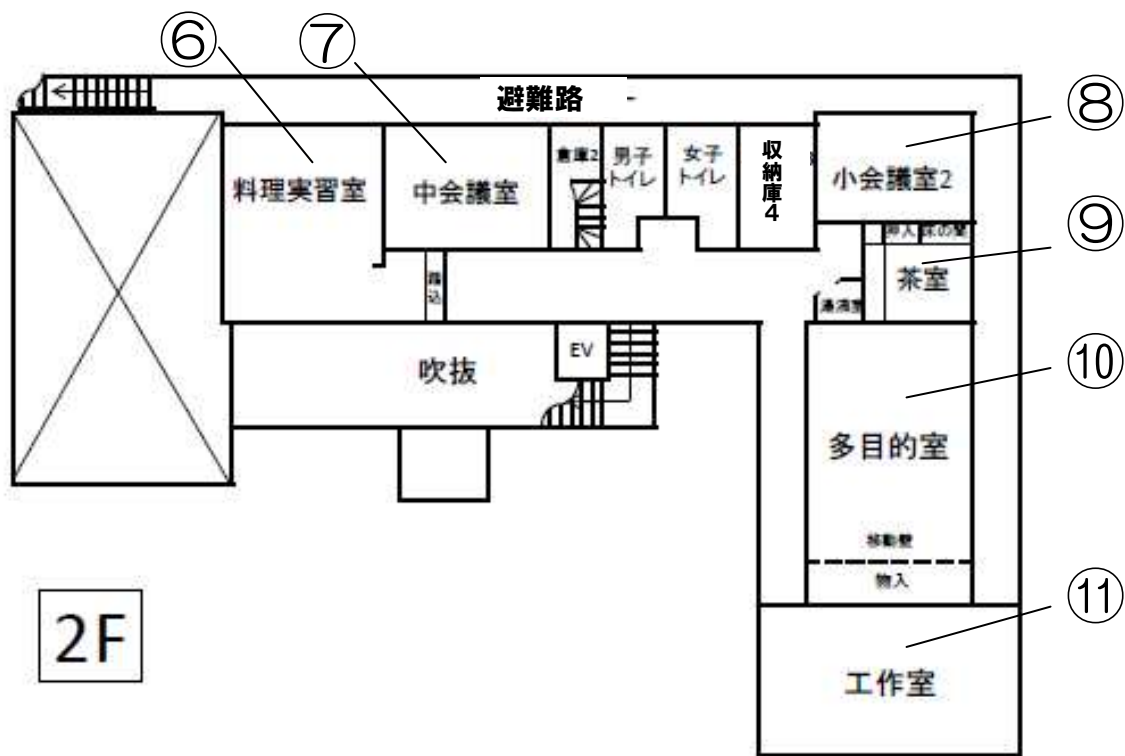 ⑥
⑦
避難路
⑧
料理実習室
中会議室
倉庫2
男子
トイレ
女子
トイレ
収納庫4
小会議室2
⑨
押入
床の間
茶室
踏込
湯沸室
⑩
EV
吹抜
多目的室
移動壁
物入
⑪
2F
工作室